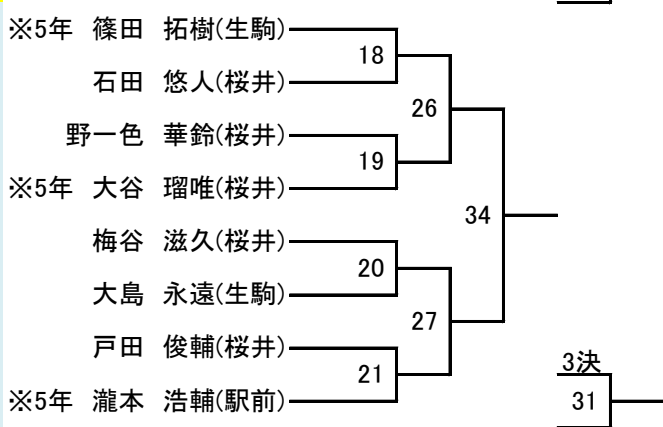 ※5年 篠田 拓樹(生駒)
18
石田 悠人(桜井)
26
野一色 華鈴(桜井)
19
※5年 大谷 瑠唯(桜井)
34
梅谷 滋久(桜井)
20
大島 永遠(生駒)
27
戸田 俊輔(桜井)
3決
21
※5年 瀧本 浩輔(駅前)
31